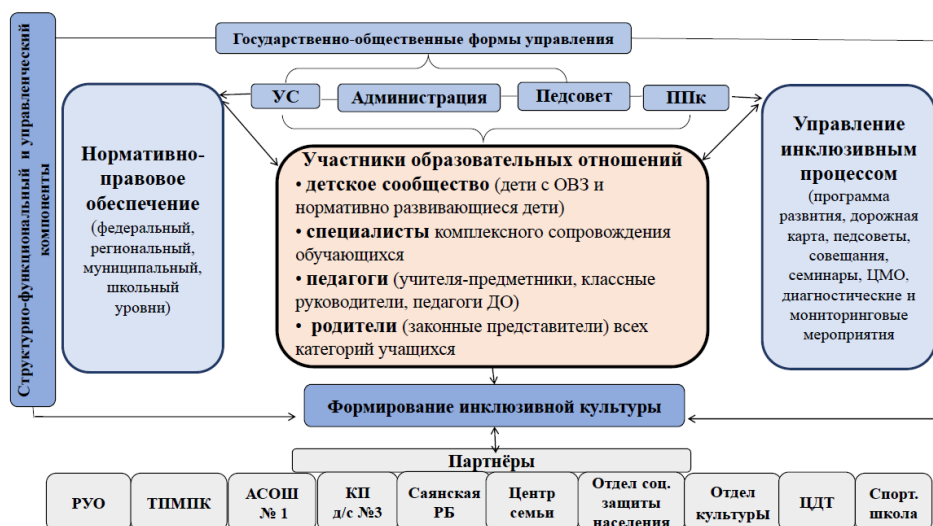 Структурно-функциональный и управленческий
компоненты
Государственно-общественные формы управления
УС
Администрация
Педсовет
ППк
Нормативно-
правовое
обеспечение
(федеральный,
региональный,
муниципальный,
школьный
уровни)
Участники образовательных отношений
• детское сообщество (дети с ОВЗ и
нормативно развивающиеся дети)
• специалисты комплексного сопровождения
обучающихся
• педагоги (учителя-предметники, классные
руководители, педагоги ДО)
• родители (законные представители) всех
категорий учащихся
Управление
инклюзивным
процессом
(программа
развития, дорожная
карта, педсоветы,
совещания,
семинары, ЦМО,
диагностические и
мониторинговые
мероприятия
Формирование инклюзивной культуры
Партнёры
РУО
ТПМПК
АСОШ
№ 1
КП
д/с №3
Саянская
РБ
Центр
семьи
Отдел соц.
защиты
населения
Отдел
культуры
ЦДТ
Спорт.
школа